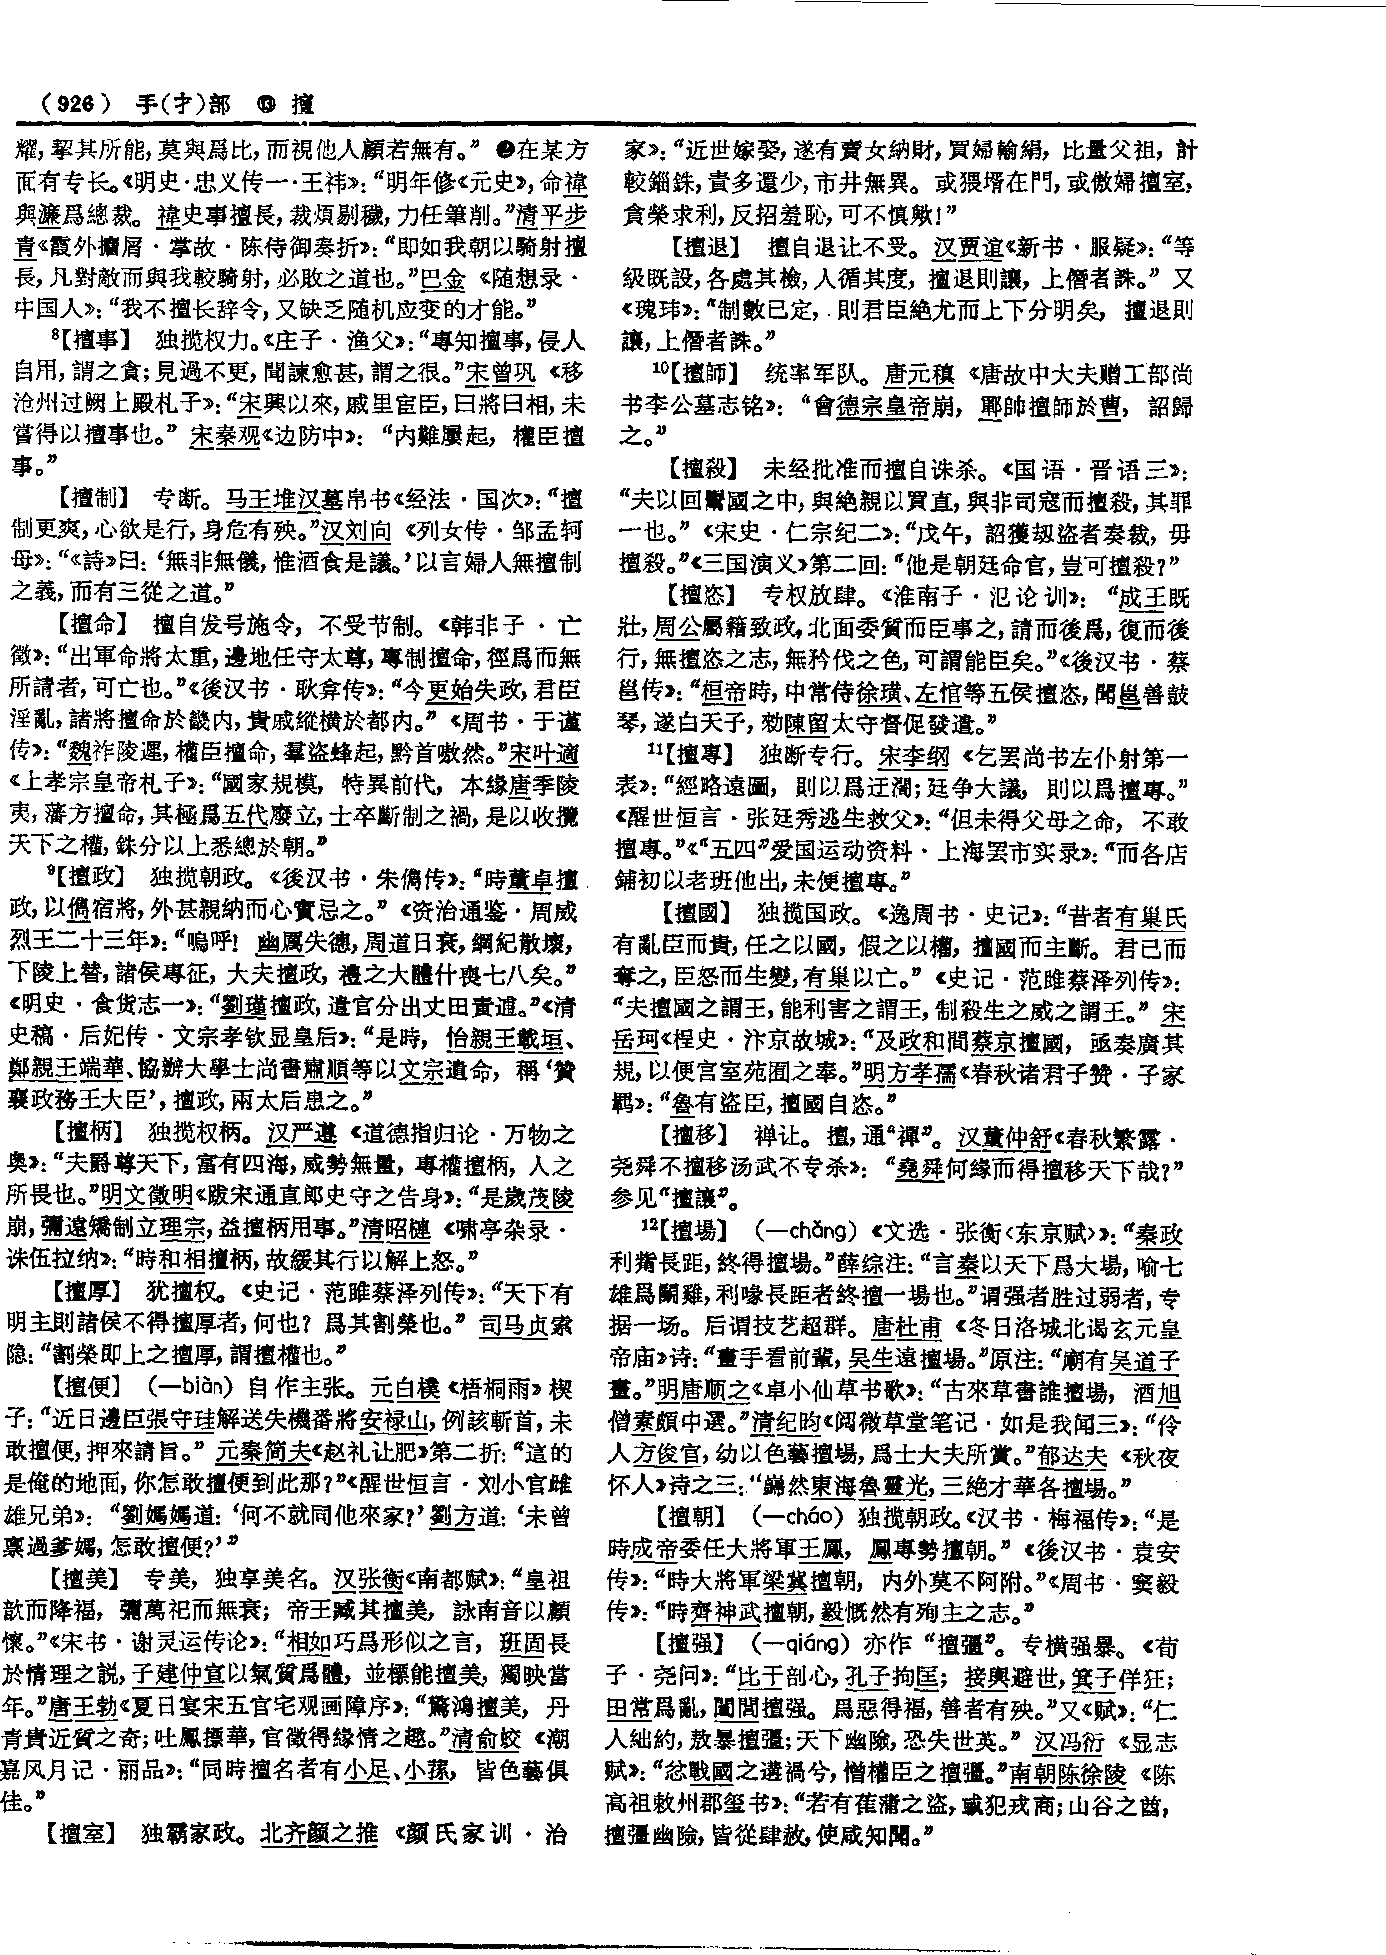 （926） 手(扌)部 ⑬ 擅
耀，挈其所能，莫與爲比，而視他人顧若無有。” ❷在某方
面有专长。《明史·忠义传一·王祎》：“明年修《元史》，命禕
與濂爲總裁。禕史事擅長，裁煩剔穢，力任筆削。”清平步
青《霞外攟屑·掌故·陈侍御奏折》：“即如我朝以騎射擅
長，凡對敵而與我較騎射，必敗之道也。”巴金《随想录·
中国人》：“我不擅长辞令，又缺乏随机应变的才能。”
8【擅事】 独揽权力。《庄子·渔父》：“專知擅事，侵人
自用，謂之貪；見過不更，聞諫愈甚，謂之很。”宋曾巩《移
沧州过阙上殿札子》：“宋興以來，戚里宦臣，曰將曰相，未
嘗得以擅事也。” 宋秦观《边防中》：“内難屢起，權臣擅
事。”
【擅制】 专断。马王堆汉墓帛书《经法·国次》：“擅
制更爽，心欲是行，身危有殃。”汉刘向《列女传·邹孟轲
母》：“《詩》曰：‘無非無儀，惟酒食是議。’以言婦人無擅制
之義，而有三從之道。”
【擅命】 擅自发号施令，不受节制。《韩非子·亡
徵》：“出軍命將太重，邊地任守太尊，專制擅命，徑爲而無
所請者，可亡也。”《後汉书·耿弇传》：“今更始失政，君臣
淫亂，諸將擅命於畿内，貴戚縱横於都内。” 《周书·于谨
传》：“魏祚陵遲，權臣擅命，羣盜蜂起，黔首嗷然。”宋叶適
《上孝宗皇帝札子》：“國家規模，特異前代，本緣唐季陵
夷，藩方擅命，其極爲五代廢立，士卒斷制之禍，是以收攬
天下之權，銖分以上悉總於朝。”
9【擅政】 独揽朝政。《後汉书·朱儁传》：“時董卓擅
政，以儁宿將，外甚親納而心實忌之。” 《资治通鉴·周威
烈王二十三年》：“嗚呼！幽厲失德，周道日衰，綱紀散壞，
下陵上替，諸侯專征，大夫擅政，禮之大體什喪七八矣。”
《明史·食货志一》：“劉瑾擅政，遣官分出丈田責逋。”《清
史稿·后妃传·文宗孝钦显皇后》：“是時，怡親王載垣、
鄭親王端華、協辦大學士尚書肅順等以文宗遺命，稱‘贊
襄政務王大臣’，擅政，兩太后患之。”
【擅柄】 独揽权柄。汉严遵《道德指归论·万物之
奥》：“夫爵尊天下，富有四海，威勢無量，專權擅柄，人之
所畏也。”明文徵明《跋宋通直郎史守之告身》：“是歲茂陵
崩，彌遠矯制立理宗，益擅柄用事。”清昭槤《啸亭杂录·
诛伍拉纳》：“時和相擅柄，故緩其行以解上怒。”
【擅厚】 犹擅权。《史记·范雎蔡泽列传》：“天下有
明主則諸侯不得擅厚者，何也？爲其割榮也。” 司马贞索
隐：“割榮即上之擅厚，謂擅權也。”
【擅便】 （—biàn）自作主张。元白樸《梧桐雨》楔
子：“近日邊臣張守珪解送失機番將安禄山，例該斬首，未
敢擅便，押來請旨。” 元秦简夫《赵礼让肥》第二折：“這的
是俺的地面，你怎敢擅便到此那？”《醒世恒言·刘小官雌
雄兄弟》：“劉媽媽道：‘何不就同他來家？’劉方道：‘未曾
禀過爹媽，怎敢擅便？’”
【擅美】 专美，独享美名。汉张衡《南都赋》：“皇祖
歆而降福，彌萬祀而無衰；帝王臧其擅美，詠南音以顧
懷。”《宋书·谢灵运传论》：“相如巧爲形似之言，班固長
於情理之説，子建仲宣以氣質爲體，並標能擅美，獨映當
年。”唐王勃《夏日宴宋五官宅观画障序》：“驚鴻擅美，丹
青貴近質之奇；吐鳳摽華，官徵得緣情之趣。”清俞蛟《潮
嘉风月记·丽品》：“同時擅名者有小足、小蓀，皆色藝俱
佳。”
【擅室】 独霸家政。北齐颜之推《颜氏家训·治
家》：“近世嫁娶，遂有賣女納財，買婦輸絹，比量父祖，計
較錙銖，責多還少，市井無異。或猥壻在門，或傲婦擅室，
貪榮求利，反招羞恥，可不慎歟！”
【擅退】 擅自退让不受。汉贾谊《新书·服疑》：“等
級既設，各處其檢，人循其度，擅退則讓，上僭者誅。” 又
《瑰玮》：“制數已定，則君臣絶尤而上下分明矣，擅退則
讓，上僭者誅。”
10【擅師】 统率军队。唐元稹《唐故中大夫赠工部尚
书李公墓志铭》：“會德宗皇帝崩，鄆帥擅師於曹，詔歸
之。”
【擅殺】 未经批准而擅自诛杀。《国语·晋语三》：
“夫以回鬻國之中，與絶親以買直，與非司寇而擅殺，其罪
一也。” 《宋史·仁宗纪二》：“戊午，詔獲刼盜者奏裁，毋
擅殺。”《三国演义》第二回：“他是朝廷命官，豈可擅殺？”
【擅恣】 专权放肆。《淮南子·氾论训》：“成王既
壯，周公屬籍致政，北面委質而臣事之，請而後爲，復而後
行，無擅恣之志，無矜伐之色，可謂能臣矣。”《後汉书·蔡
邕传》：“桓帝時，中常侍徐璜、左悺等五侯擅恣，聞邕善鼓
琴，遂白天子，勑陳留太守督促發遣。”
11【擅專】 独断专行。宋李纲《乞罢尚书左仆射第一
表》：“經略遠圖，則以爲迂濶；廷争大議，則以爲擅專。”
《醒世恒言·张廷秀逃生救父》：“但未得父母之命，不敢
擅專。”《“五四”爱国运动资料·上海罢市实录》：“而各店
鋪初以老班他出，未便擅專。”
【擅國】 独揽国政。《逸周书·史记》：“昔者有巢氏
有亂臣而貴，任之以國，假之以權，擅國而主斷。君已而
奪之，臣怒而生變，有巢以亡。” 《史记·范雎蔡泽列传》：
“夫擅國之謂王，能利害之謂王，制殺生之威之謂王。” 宋
岳珂《桯史·汴京故城》：“及政和間蔡京擅國，亟奏廣其
規，以便宫室苑囿之奉。”明方孝孺《春秋诸君子赞·子家
羁》：“魯有盜臣，擅國自恣。”
【擅移】 禅让。擅，通“禪”。汉董仲舒《春秋繁露·
尧舜不擅移汤武不专杀》：“堯舜何緣而得擅移天下哉？”
参见“擅讓”。
12【擅場】 （—chǎng）《文选·张衡〈东京赋〉》：“秦政
利觜長距，終得擅場。”薛综注：“言秦以天下爲大場，喻七
雄爲鬭雞，利喙長距者終擅一場也。”谓强者胜过弱者，专
据一场。后谓技艺超群。唐杜甫《冬日洛城北谒玄元皇
帝庙》诗：“畫手看前輩，吴生遠擅場。”原注：“廟有吴道子
畫。”明唐顺之《卓小仙草书歌》：“古來草書誰擅場，酒旭
僧素頗中選。”清纪昀《阅微草堂笔记·如是我闻三》：“伶
人方俊官，幼以色藝擅場，爲士大夫所賞。”郁达夫《秋夜
怀人》诗之三：“巋然東海魯靈光，三絶才華各擅場。”
【擅朝】 （—cháo）独揽朝政。《汉书·梅福传》：“是
時成帝委任大將軍王鳳，鳳專勢擅朝。” 《後汉书·袁安
传》：“時大將軍梁冀擅朝，内外莫不阿附。”《周书·窦毅
传》：“時齊神武擅朝，毅慨然有殉主之志。”
【擅强】 （—qiáng）亦作“擅彊”。专横强暴。《荀
子·尧问》：“比干剖心，孔子拘匡；接輿避世，箕子佯狂；
田常爲亂，闔閭擅强。爲惡得福，善者有殃。”又《赋》：“仁
人絀約，敖暴擅彊；天下幽險，恐失世英。” 汉冯衍《显志
赋》：“忿戰國之遘禍兮，憎權臣之擅彊。”南朝陈徐陵《陈
高祖敕州郡玺书》：“若有萑蒲之盜，或犯戎商；山谷之酋，
擅彊幽險，皆從肆赦，使咸知聞。”